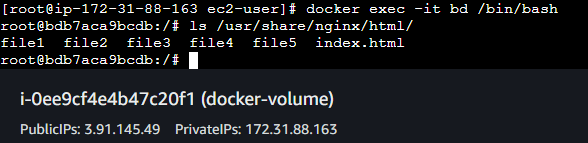 [root@ip-172-31-88-163 ec2-user]# docker exec -it bd /bin/bash
root@bdb7aca9bcdb:/# ls /usr/share/nginx/html/
file1  file2  file3  file4  file5  index.html
root@bdb7aca9bcdb:/#
i-0ee9cf4e4b47c20f1 (docker-volume)
PublicIPs: 3.91.145.49    PrivateIPs: 172.31.88.163